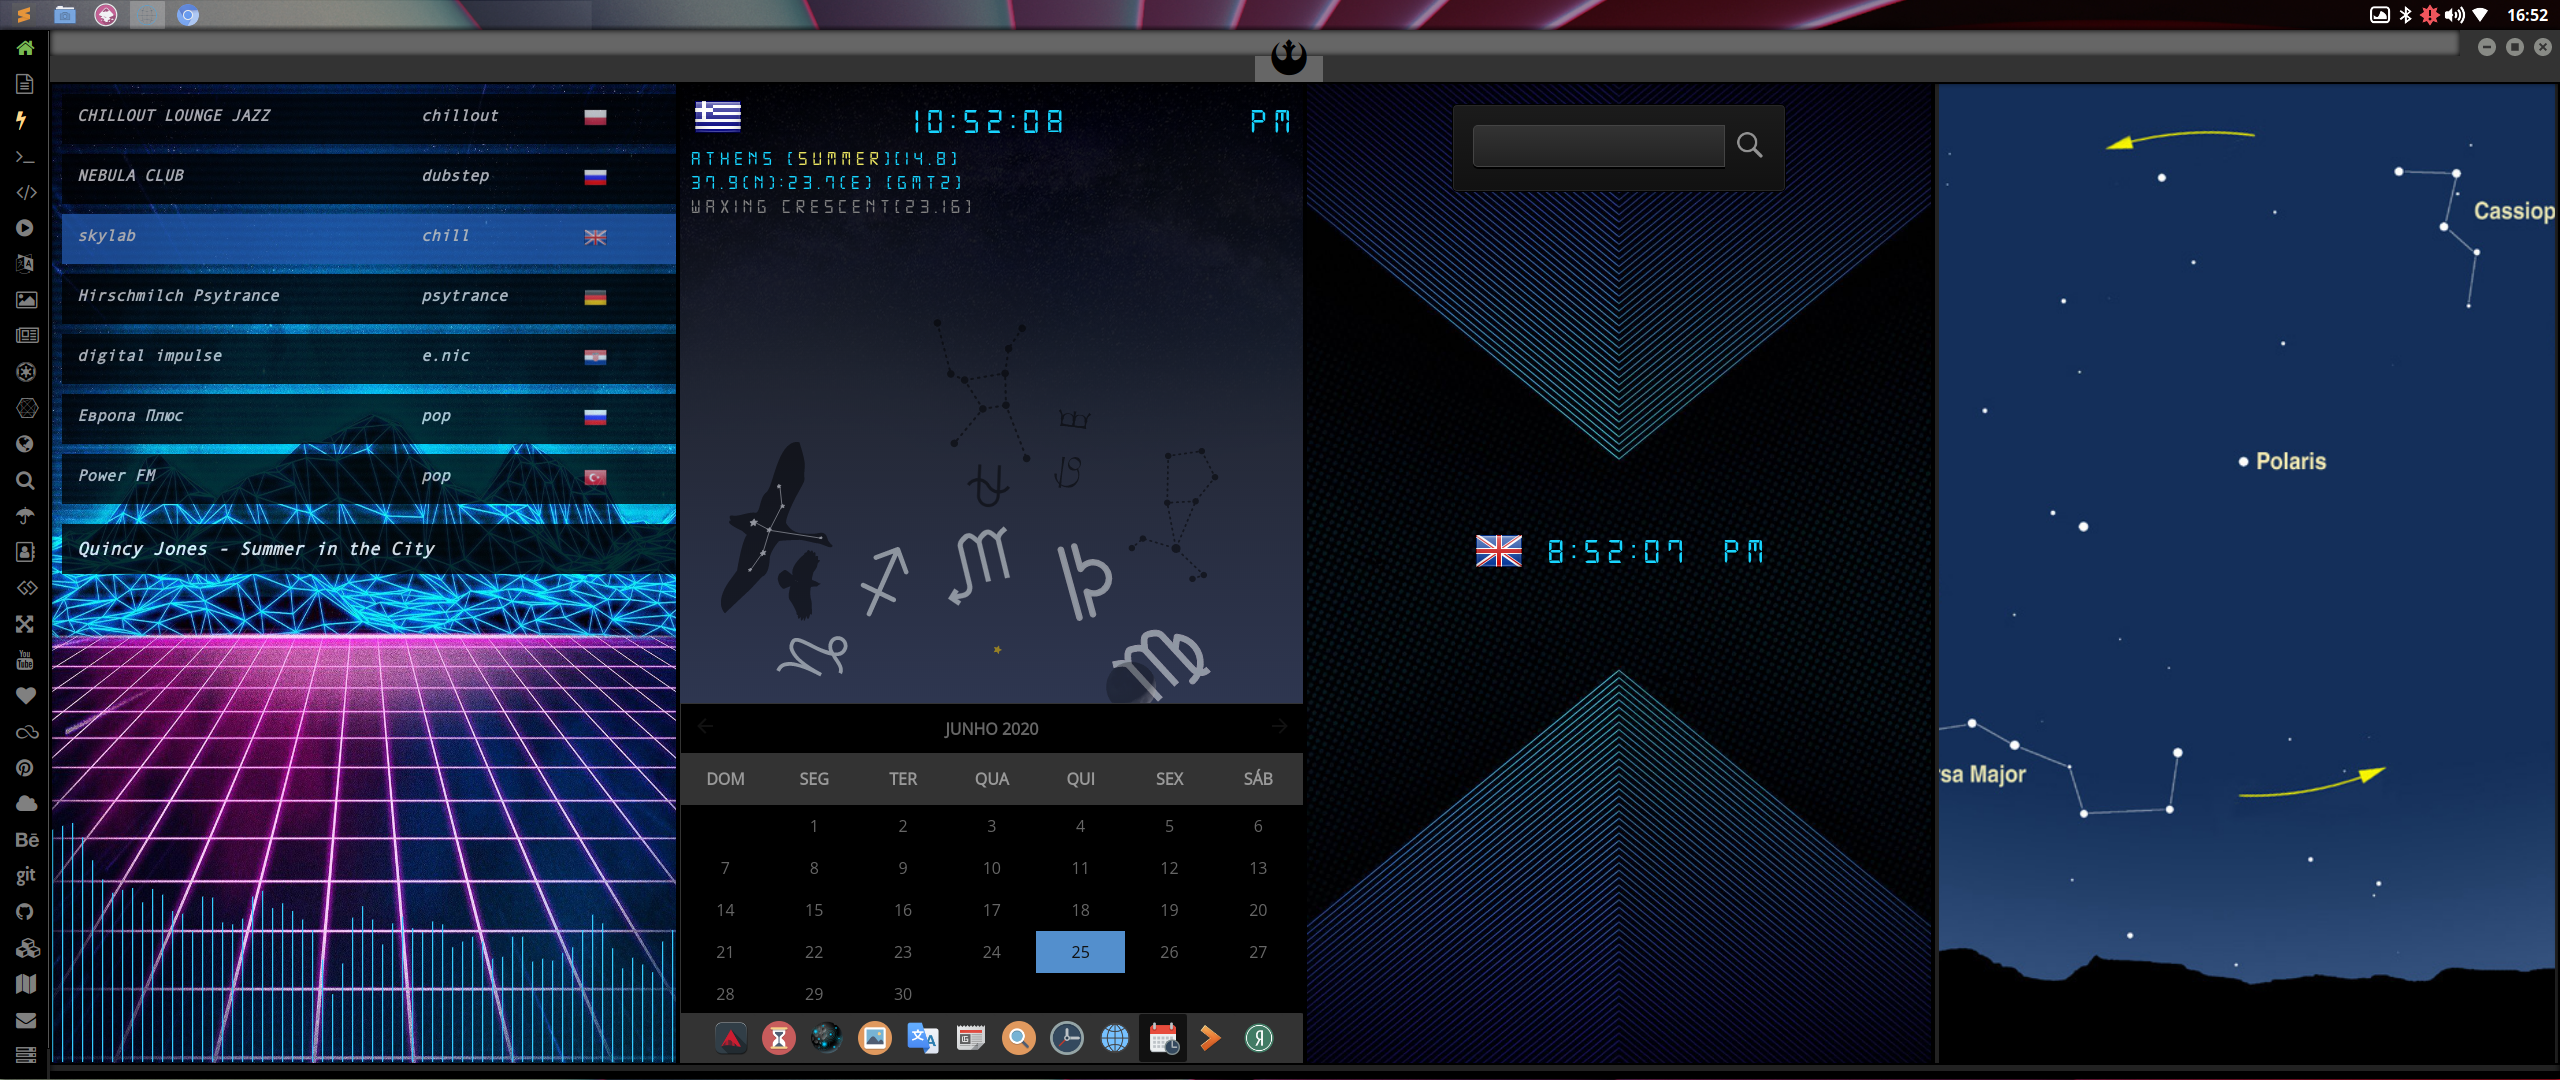 16:52
CHILLOUT LOUNGE JAZZ chillout
NEBULA CLUB dubstep
skylab chill
Hirschmilch Psytrance psytrance
digital impulse e.nic
Европа Плюс pop
Power FM pop
Quincy Jones - Summer in the City
10:52:08 PM
ATHENS [SUMMER][14.8]
37.9(N):23.7(E) [GMT2]
WAXING CRESCENT[23.16]
JUNHO 2020
DOM SEG TER QUA QUI SEX SÁB
1 2 3 4 5 6
7 8 9 10 11 12 13
14 15 16 17 18 19 20
21 22 23 24 25 26 27
28 29 30
8:52:07 PM
Cassiop
Polaris
rsa Major
You
Tube
Bē
git